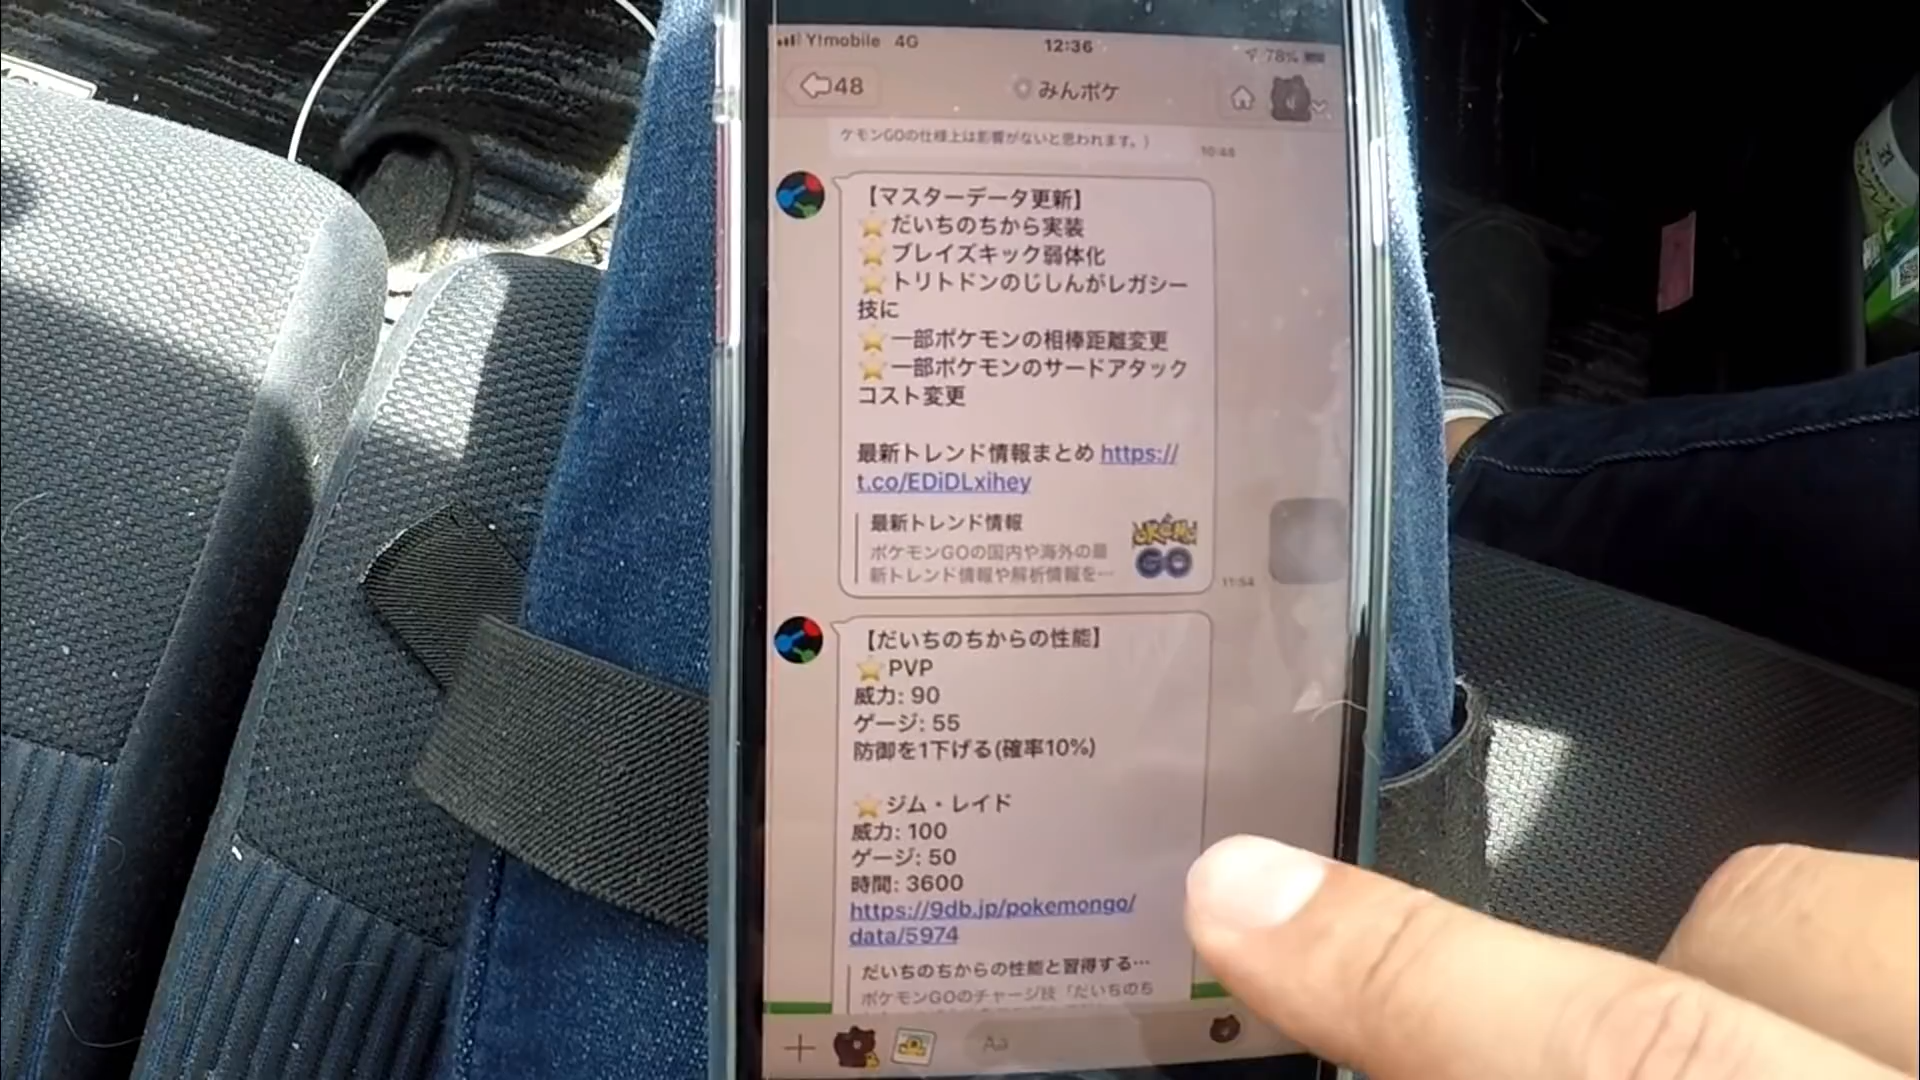 Y!mobile 4G 12:36 78%
48 みんポケ
ケモンGOの仕様上は影響がないと思われます。)
10:46
【マスターデータ更新】
⭐だいちのちから実装
⭐ブレイズキック弱体化
⭐トリトドンのじしんがレガシー
技に
⭐一部ポケモンの相棒距離変更
⭐一部ポケモンのサードアタック
コスト変更
最新トレンド情報まとめ https://
t.co/EDiDLxihey
最新トレンド情報
ポケモンGOの国内や海外の最
新トレンド情報や解析情報を…
GO
11:54
【だいちのちからの性能】
⭐PVP
威力: 90
ゲージ: 55
防御を1下げる(確率10%)
⭐ジム・レイド
威力: 100
ゲージ: 50
時間: 3600
https://9db.jp/pokemongo/
data/5974
だいちのちからの性能と習得する…
ポケモンGOのチャージ技「だいちのち
Aa